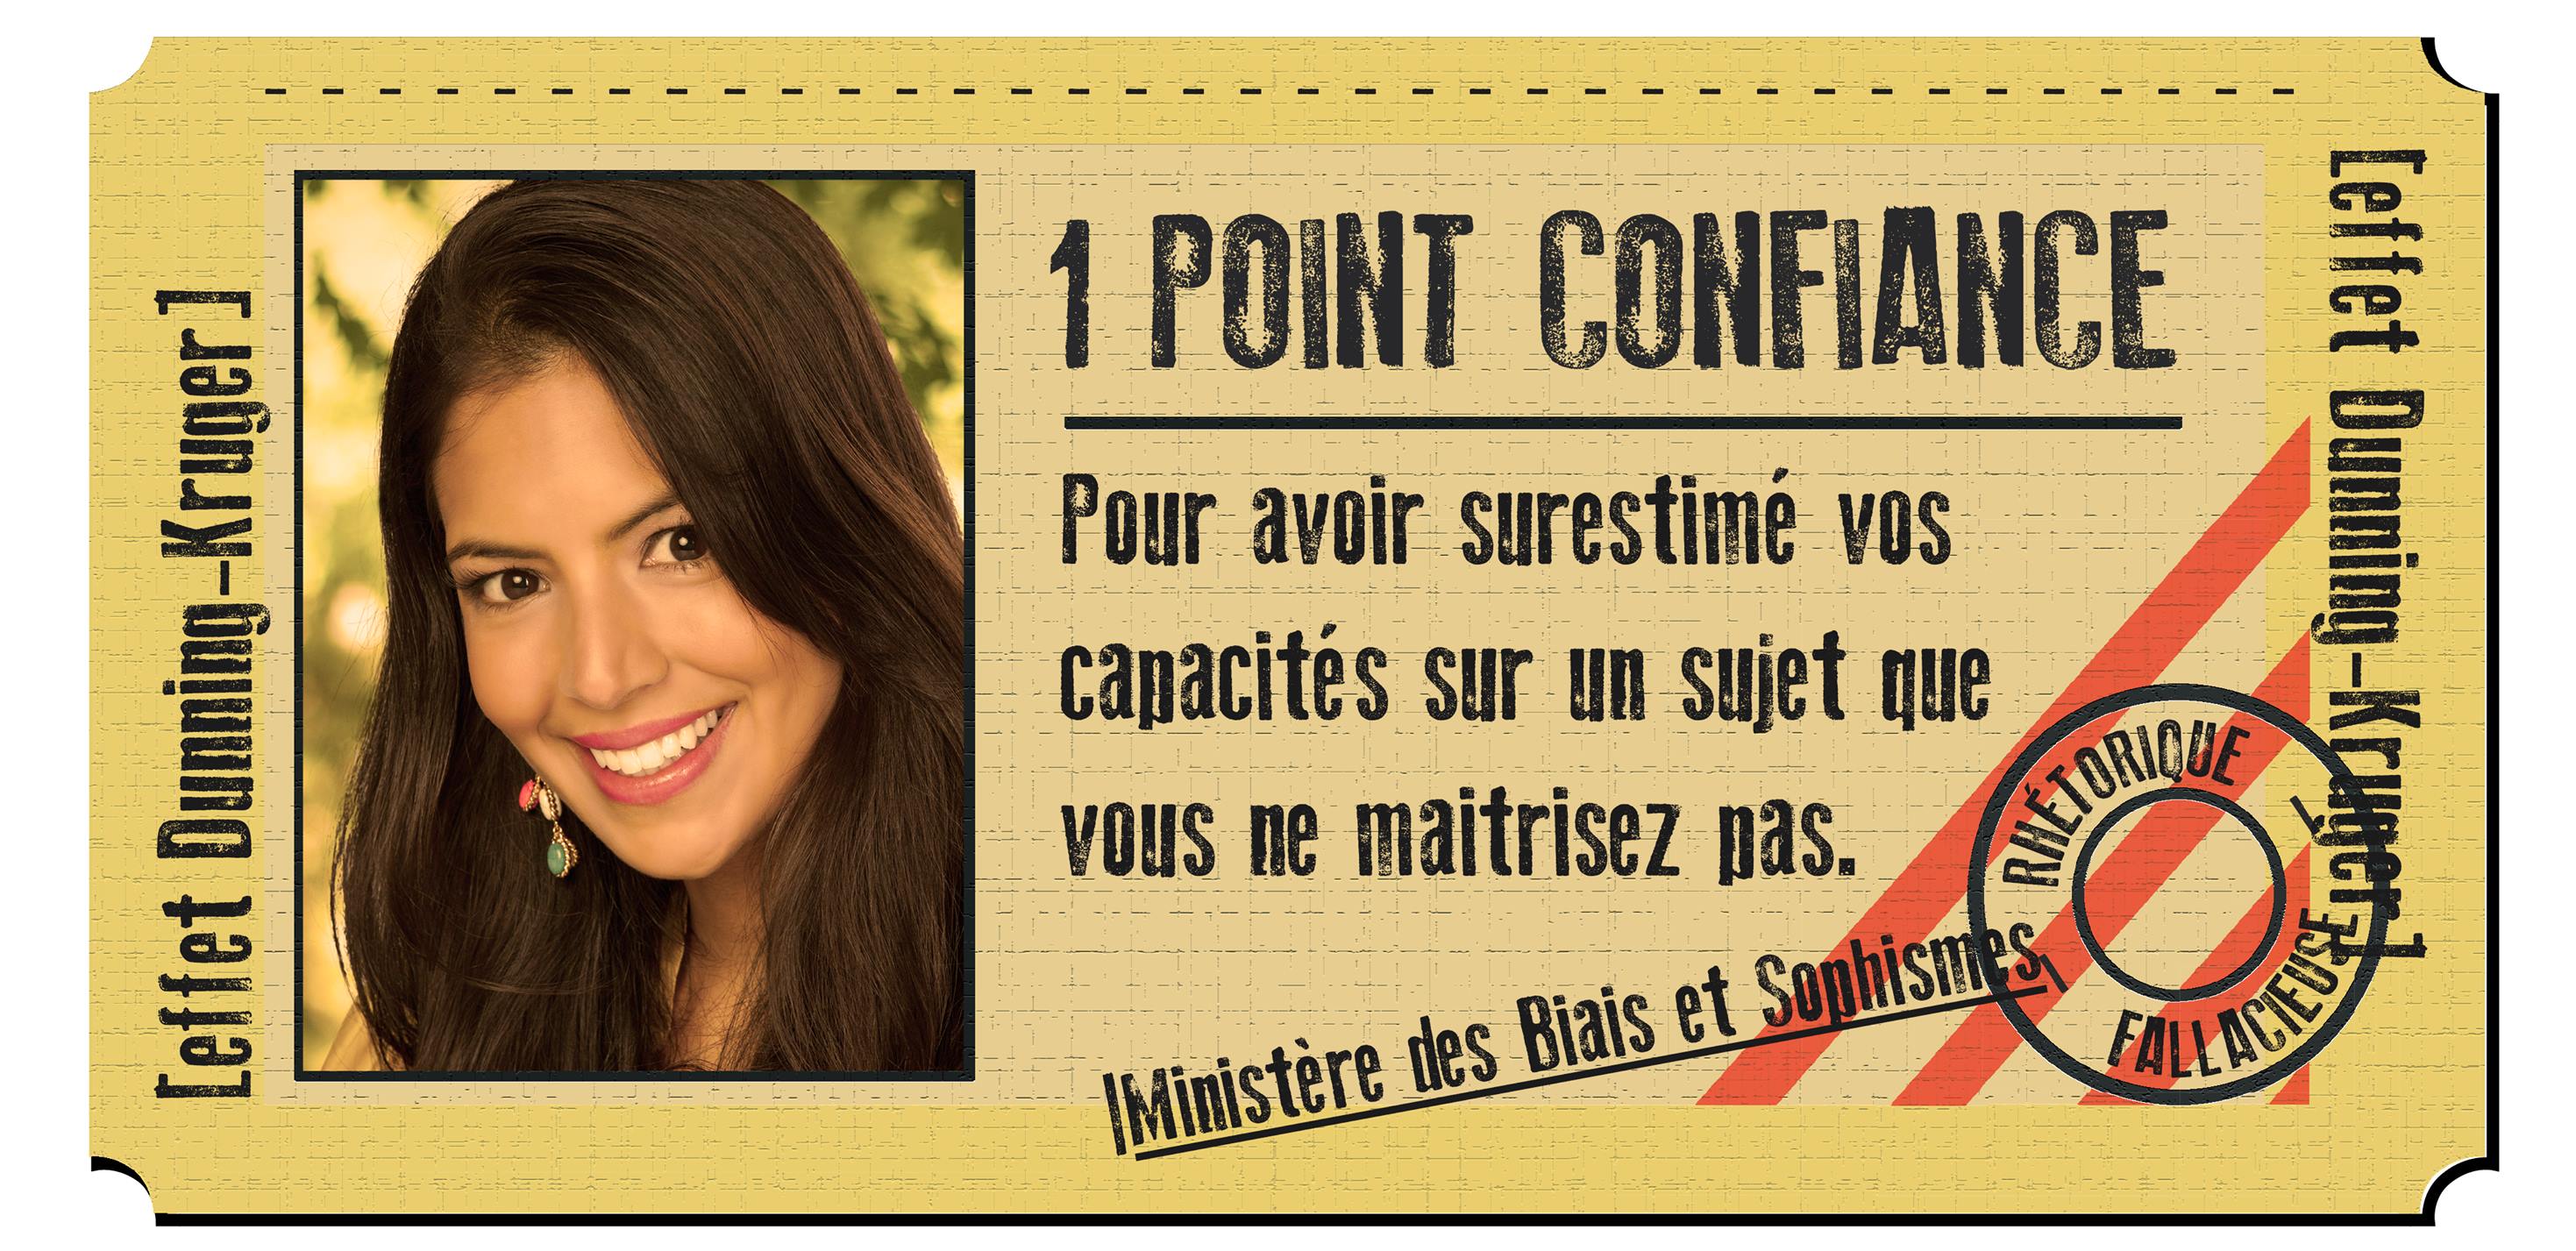 [effet Dunning-Kruger]
1 POINT CONFIANCE
Pour avoir surestimé vos
capacités sur un sujet que
vous ne maitrisez pas.
|Ministère des Biais et Sophismes|
RHÉTORIQUE
FALLACIEUSE
[effet Dunning-Kruger]